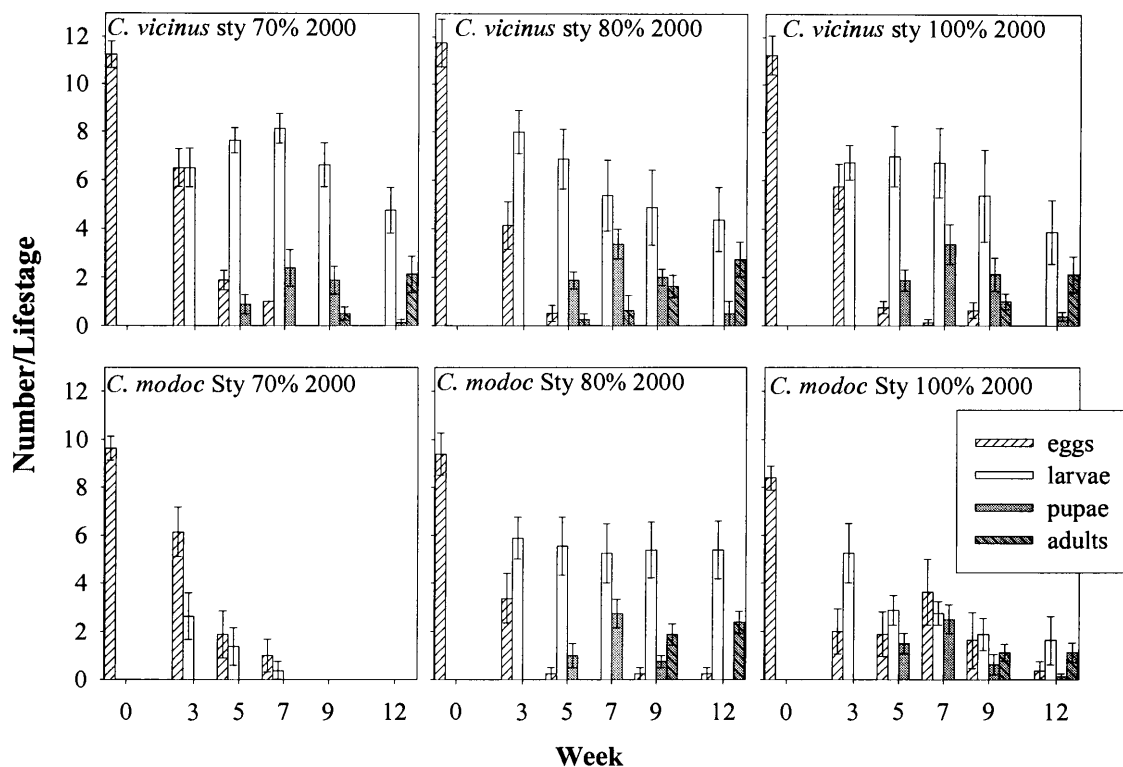 C. vicinus sty 70% 2000
C. vicinus sty 80% 2000
C. vicinus sty 100% 2000
12
10
8
6
4
2
0
Number/Lifestage
C. modoc Sty 70% 2000
C. modoc Sty 80% 2000
C. modoc Sty 100% 2000
12
10
8
6
4
2
0
eggs
larvae
pupae
adults
0 3 5 7 9 12
0 3 5 7 9 12
0 3 5 7 9 12
Week